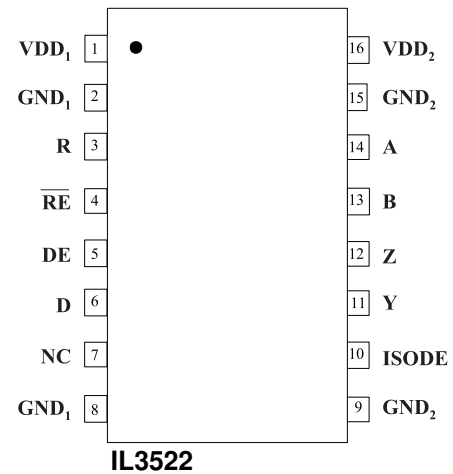 VDD₁ 1 16 VDD₂
GND₁ 2 15 GND₂
R 3 14 A
R̅E̅ 4 13 B
DE 5 12 Z
D 6 11 Y
NC 7 10 ISODE
GND₁ 8 9 GND₂
IL3522